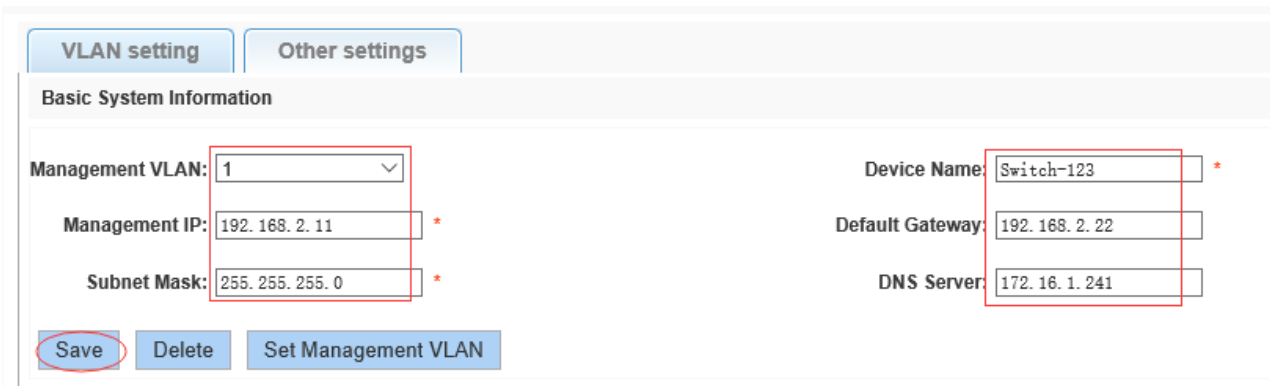 VLAN setting Other settings
Basic System Information
Management VLAN: 1 Device Name: Switch-123 *
Management IP: 192.168.2.11 * Default Gateway: 192.168.2.22
Subnet Mask: 255.255.255.0 * DNS Server: 172.16.1.241
Save Delete Set Management VLAN